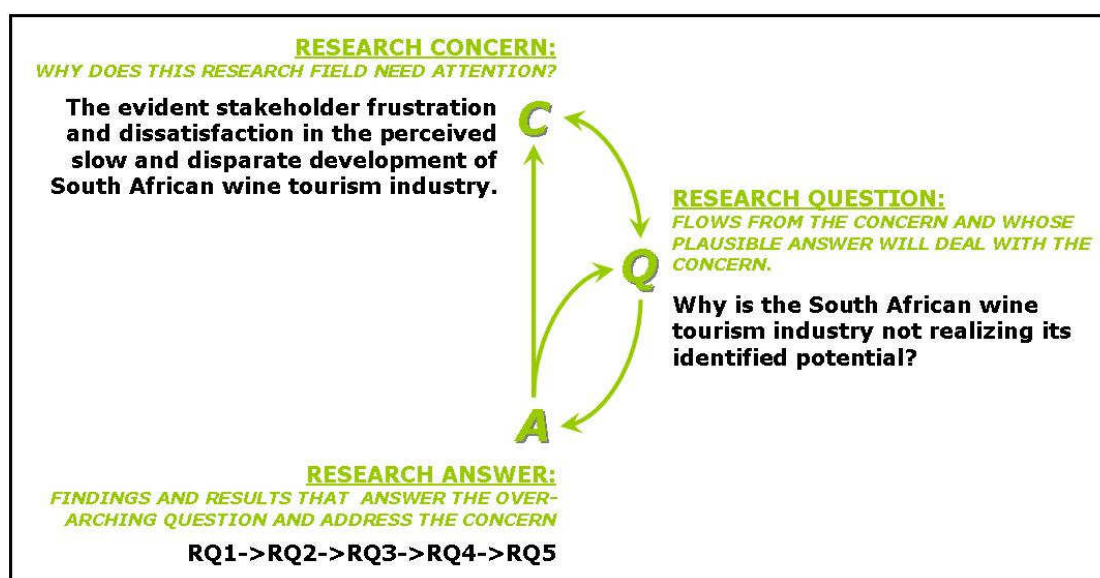 RESEARCH CONCERN:
WHY DOES THIS RESEARCH FIELD NEED ATTENTION?
The evident stakeholder frustration
and dissatisfaction in the perceived
slow and disparate development of
South African wine tourism industry.
C
RESEARCH QUESTION:
FLOWS FROM THE CONCERN AND WHOSE
PLAUSIBLE ANSWER WILL DEAL WITH THE
CONCERN.
Q
Why is the South African wine
tourism industry not realizing its
identified potential?
A
RESEARCH ANSWER:
FINDINGS AND RESULTS THAT ANSWER THE OVER-
ARCHING QUESTION AND ADDRESS THE CONCERN
RQ1->RQ2->RQ3->RQ4->RQ5